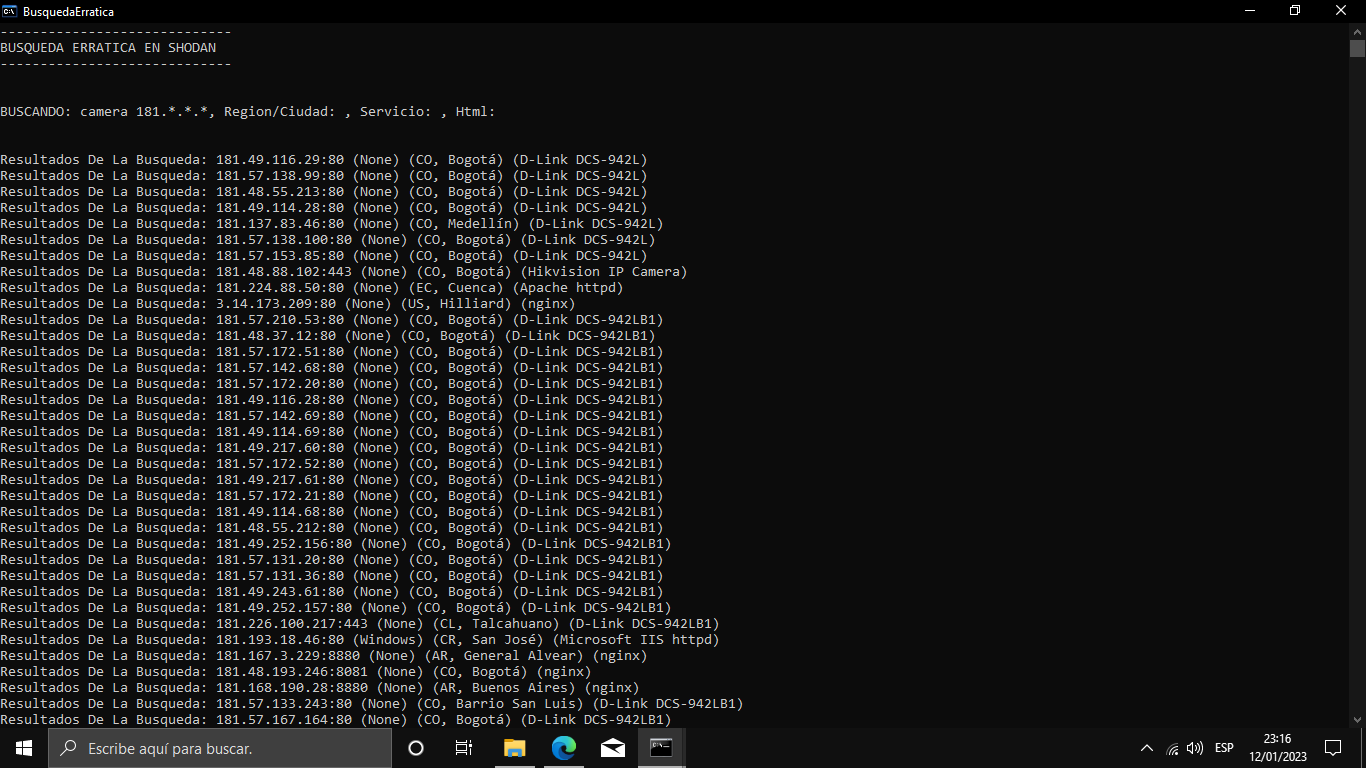 BusquedaErratica
-----------------------------
BUSQUEDA ERRATICA EN SHODAN
-----------------------------
BUSCANDO: camera 181.*.*.*, Region/Ciudad: , Servicio: , Html:
Resultados De La Busqueda: 181.49.116.29:80 (None) (CO, Bogotá) (D-Link DCS-942L)
Resultados De La Busqueda: 181.57.138.99:80 (None) (CO, Bogotá) (D-Link DCS-942L)
Resultados De La Busqueda: 181.48.55.213:80 (None) (CO, Bogotá) (D-Link DCS-942L)
Resultados De La Busqueda: 181.49.114.28:80 (None) (CO, Bogotá) (D-Link DCS-942L)
Resultados De La Busqueda: 181.137.83.46:80 (None) (CO, Medellín) (D-Link DCS-942L)
Resultados De La Busqueda: 181.57.138.100:80 (None) (CO, Bogotá) (D-Link DCS-942L)
Resultados De La Busqueda: 181.57.153.85:80 (None) (CO, Bogotá) (D-Link DCS-942L)
Resultados De La Busqueda: 181.48.88.102:443 (None) (CO, Bogotá) (Hikvision IP Camera)
Resultados De La Busqueda: 181.224.88.50:80 (None) (EC, Cuenca) (Apache httpd)
Resultados De La Busqueda: 3.14.173.209:80 (None) (US, Hilliard) (nginx)
Resultados De La Busqueda: 181.57.210.53:80 (None) (CO, Bogotá) (D-Link DCS-942LB1)
Resultados De La Busqueda: 181.48.37.12:80 (None) (CO, Bogotá) (D-Link DCS-942LB1)
Resultados De La Busqueda: 181.57.172.51:80 (None) (CO, Bogotá) (D-Link DCS-942LB1)
Resultados De La Busqueda: 181.57.142.68:80 (None) (CO, Bogotá) (D-Link DCS-942LB1)
Resultados De La Busqueda: 181.57.172.20:80 (None) (CO, Bogotá) (D-Link DCS-942LB1)
Resultados De La Busqueda: 181.49.116.28:80 (None) (CO, Bogotá) (D-Link DCS-942LB1)
Resultados De La Busqueda: 181.57.142.69:80 (None) (CO, Bogotá) (D-Link DCS-942LB1)
Resultados De La Busqueda: 181.49.114.69:80 (None) (CO, Bogotá) (D-Link DCS-942LB1)
Resultados De La Busqueda: 181.49.217.60:80 (None) (CO, Bogotá) (D-Link DCS-942LB1)
Resultados De La Busqueda: 181.57.172.52:80 (None) (CO, Bogotá) (D-Link DCS-942LB1)
Resultados De La Busqueda: 181.49.217.61:80 (None) (CO, Bogotá) (D-Link DCS-942LB1)
Resultados De La Busqueda: 181.57.172.21:80 (None) (CO, Bogotá) (D-Link DCS-942LB1)
Resultados De La Busqueda: 181.49.114.68:80 (None) (CO, Bogotá) (D-Link DCS-942LB1)
Resultados De La Busqueda: 181.48.55.212:80 (None) (CO, Bogotá) (D-Link DCS-942LB1)
Resultados De La Busqueda: 181.49.252.156:80 (None) (CO, Bogotá) (D-Link DCS-942LB1)
Resultados De La Busqueda: 181.57.131.20:80 (None) (CO, Bogotá) (D-Link DCS-942LB1)
Resultados De La Busqueda: 181.57.131.36:80 (None) (CO, Bogotá) (D-Link DCS-942LB1)
Resultados De La Busqueda: 181.49.243.61:80 (None) (CO, Bogotá) (D-Link DCS-942LB1)
Resultados De La Busqueda: 181.49.252.157:80 (None) (CO, Bogotá) (D-Link DCS-942LB1)
Resultados De La Busqueda: 181.226.100.217:443 (None) (CL, Talcahuano) (D-Link DCS-942LB1)
Resultados De La Busqueda: 181.193.18.46:80 (Windows) (CR, San José) (Microsoft IIS httpd)
Resultados De La Busqueda: 181.167.3.229:8880 (None) (AR, General Alvear) (nginx)
Resultados De La Busqueda: 181.48.193.246:8081 (None) (CO, Bogotá) (nginx)
Resultados De La Busqueda: 181.168.190.28:8880 (None) (AR, Buenos Aires) (nginx)
Resultados De La Busqueda: 181.57.133.243:80 (None) (CO, Barrio San Luis) (D-Link DCS-942LB1)
Resultados De La Busqueda: 181.57.167.164:80 (None) (CO, Bogotá) (D-Link DCS-942LB1)
Escribe aquí para buscar.
ESP
23:16
12/01/2023